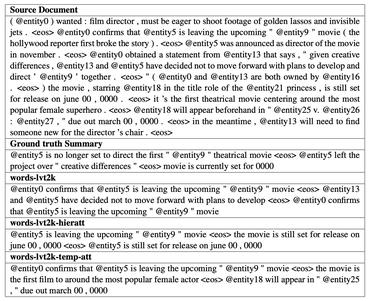 Source Document
( @entity0 ) wanted : film director , must be eager to shoot footage of golden lassos and invisible
jets . <eos> @entity0 confirms that @entity5 is leaving the upcoming " @entity9 " movie ( the
hollywood reporter first broke the story ) . <eos> @entity5 was announced as director of the movie
in november . <eos> @entity0 obtained a statement from @entity13 that says , " given creative
differences , @entity13 and @entity5 have decided not to move forward with plans to develop and
direct ' @entity9 ' together . <eos> " ( @entity0 and @entity13 are both owned by @entity16
. <eos> ) the movie , starring @entity18 in the title role of the @entity21 princess , is still set
for release on june 00 , 0000 . <eos> it 's the first theatrical movie centering around the most
popular female superhero . <eos> @entity18 will appear beforehand in " @entity25 v. @entity26
: @entity27 , " due out march 00 , 0000 . <eos> in the meantime , @entity13 will need to find
someone new for the director 's chair . <eos>
Ground truth Summary
@entity5 is no longer set to direct the first " @entity9 " theatrical movie <eos> @entity5 left the
project over " creative differences " <eos> movie is currently set for 0000
words-lvt2k
@entity0 confirms that @entity5 is leaving the upcoming " @entity9 " movie <eos> @entity13
and @entity5 have decided not to move forward with plans to develop <eos> @entity0 confirms
that @entity5 is leaving the upcoming " @entity9 " movie
words-lvt2k-hieratt
@entity5 is leaving the upcoming " @entity9 " movie <eos> the movie is still set for release on
june 00 , 0000 <eos> @entity5 is still set for release on june 00 , 0000
words-lvt2k-temp-att
@entity0 confirms that @entity5 is leaving the upcoming " @entity9 " movie <eos> the movie is
the first film to around the most popular female actor <eos> @entity18 will appear in " @entity25
, " due out march 00 , 0000